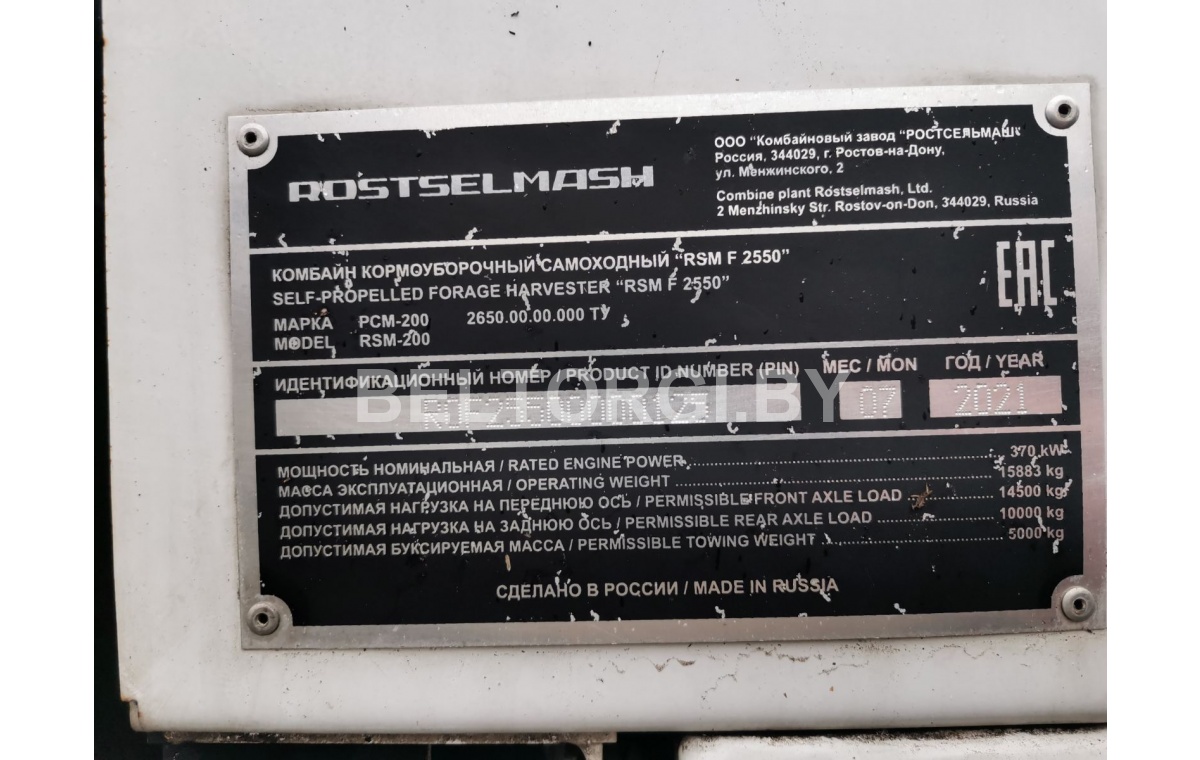 ROSTSELMASH
ООО "Комбайновый завод "РОСТСЕЛЬМАШ"
Россия, 344029, г. Ростов-на-Дону,
ул. Менжинского, 2
Combine plant Rostselmash, Ltd.
2 Menzhinsky Str. Rostov-on-Don, 344029, Russia
КОМБАЙН КОРМОУБОРОЧНЫЙ САМОХОДНЫЙ "RSM F 2550"
SELF-PROPELLED FORAGE HARVESTER "RSM F 2550"
EAC
МАРКА РСМ-200 2650.00.00.000 ТУ
MODEL RSM-200
ИДЕНТИФИКАЦИОННЫЙ НОМЕР / PRODUCT ID NUMBER (PIN) МЕС / MON ГОД / YEAR
07 2021
BELTORGI.BY
МОЩНОСТЬ НОМИНАЛЬНАЯ / RATED ENGINE POWER 370 kW
МАССА ЭКСПЛУАТАЦИОННАЯ / OPERATING WEIGHT 15883 kg
ДОПУСТИМАЯ НАГРУЗКА НА ПЕРЕДНЮЮ ОСЬ / PERMISSIBLE FRONT AXLE LOAD 14500 kg
ДОПУСТИМАЯ НАГРУЗКА НА ЗАДНЮЮ ОСЬ / PERMISSIBLE REAR AXLE LOAD 10000 kg
ДОПУСТИМАЯ БУКСИРУЕМАЯ МАССА / PERMISSIBLE TOWING WEIGHT 5000 kg
СДЕЛАНО В РОССИИ / MADE IN RUSSIA